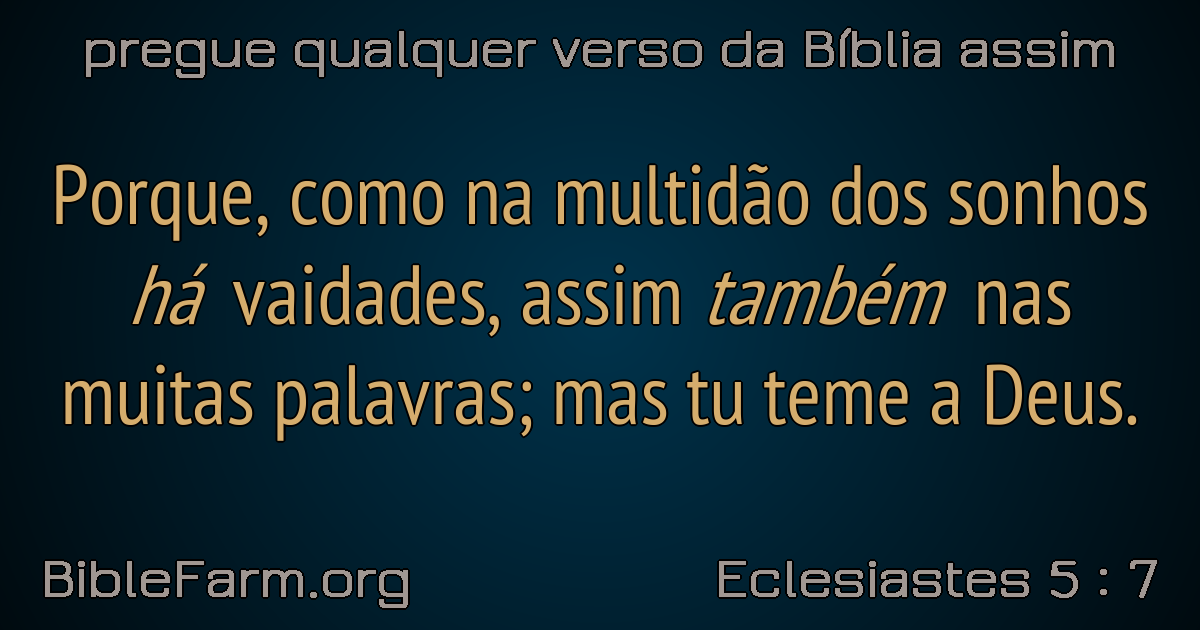 pregue qualquer verso da Bíblia assim
Porque, como na multidão dos sonhos
há vaidades, assim também nas
muitas palavras; mas tu teme a Deus.
BibleFarm.org
Eclesiastes 5 : 7